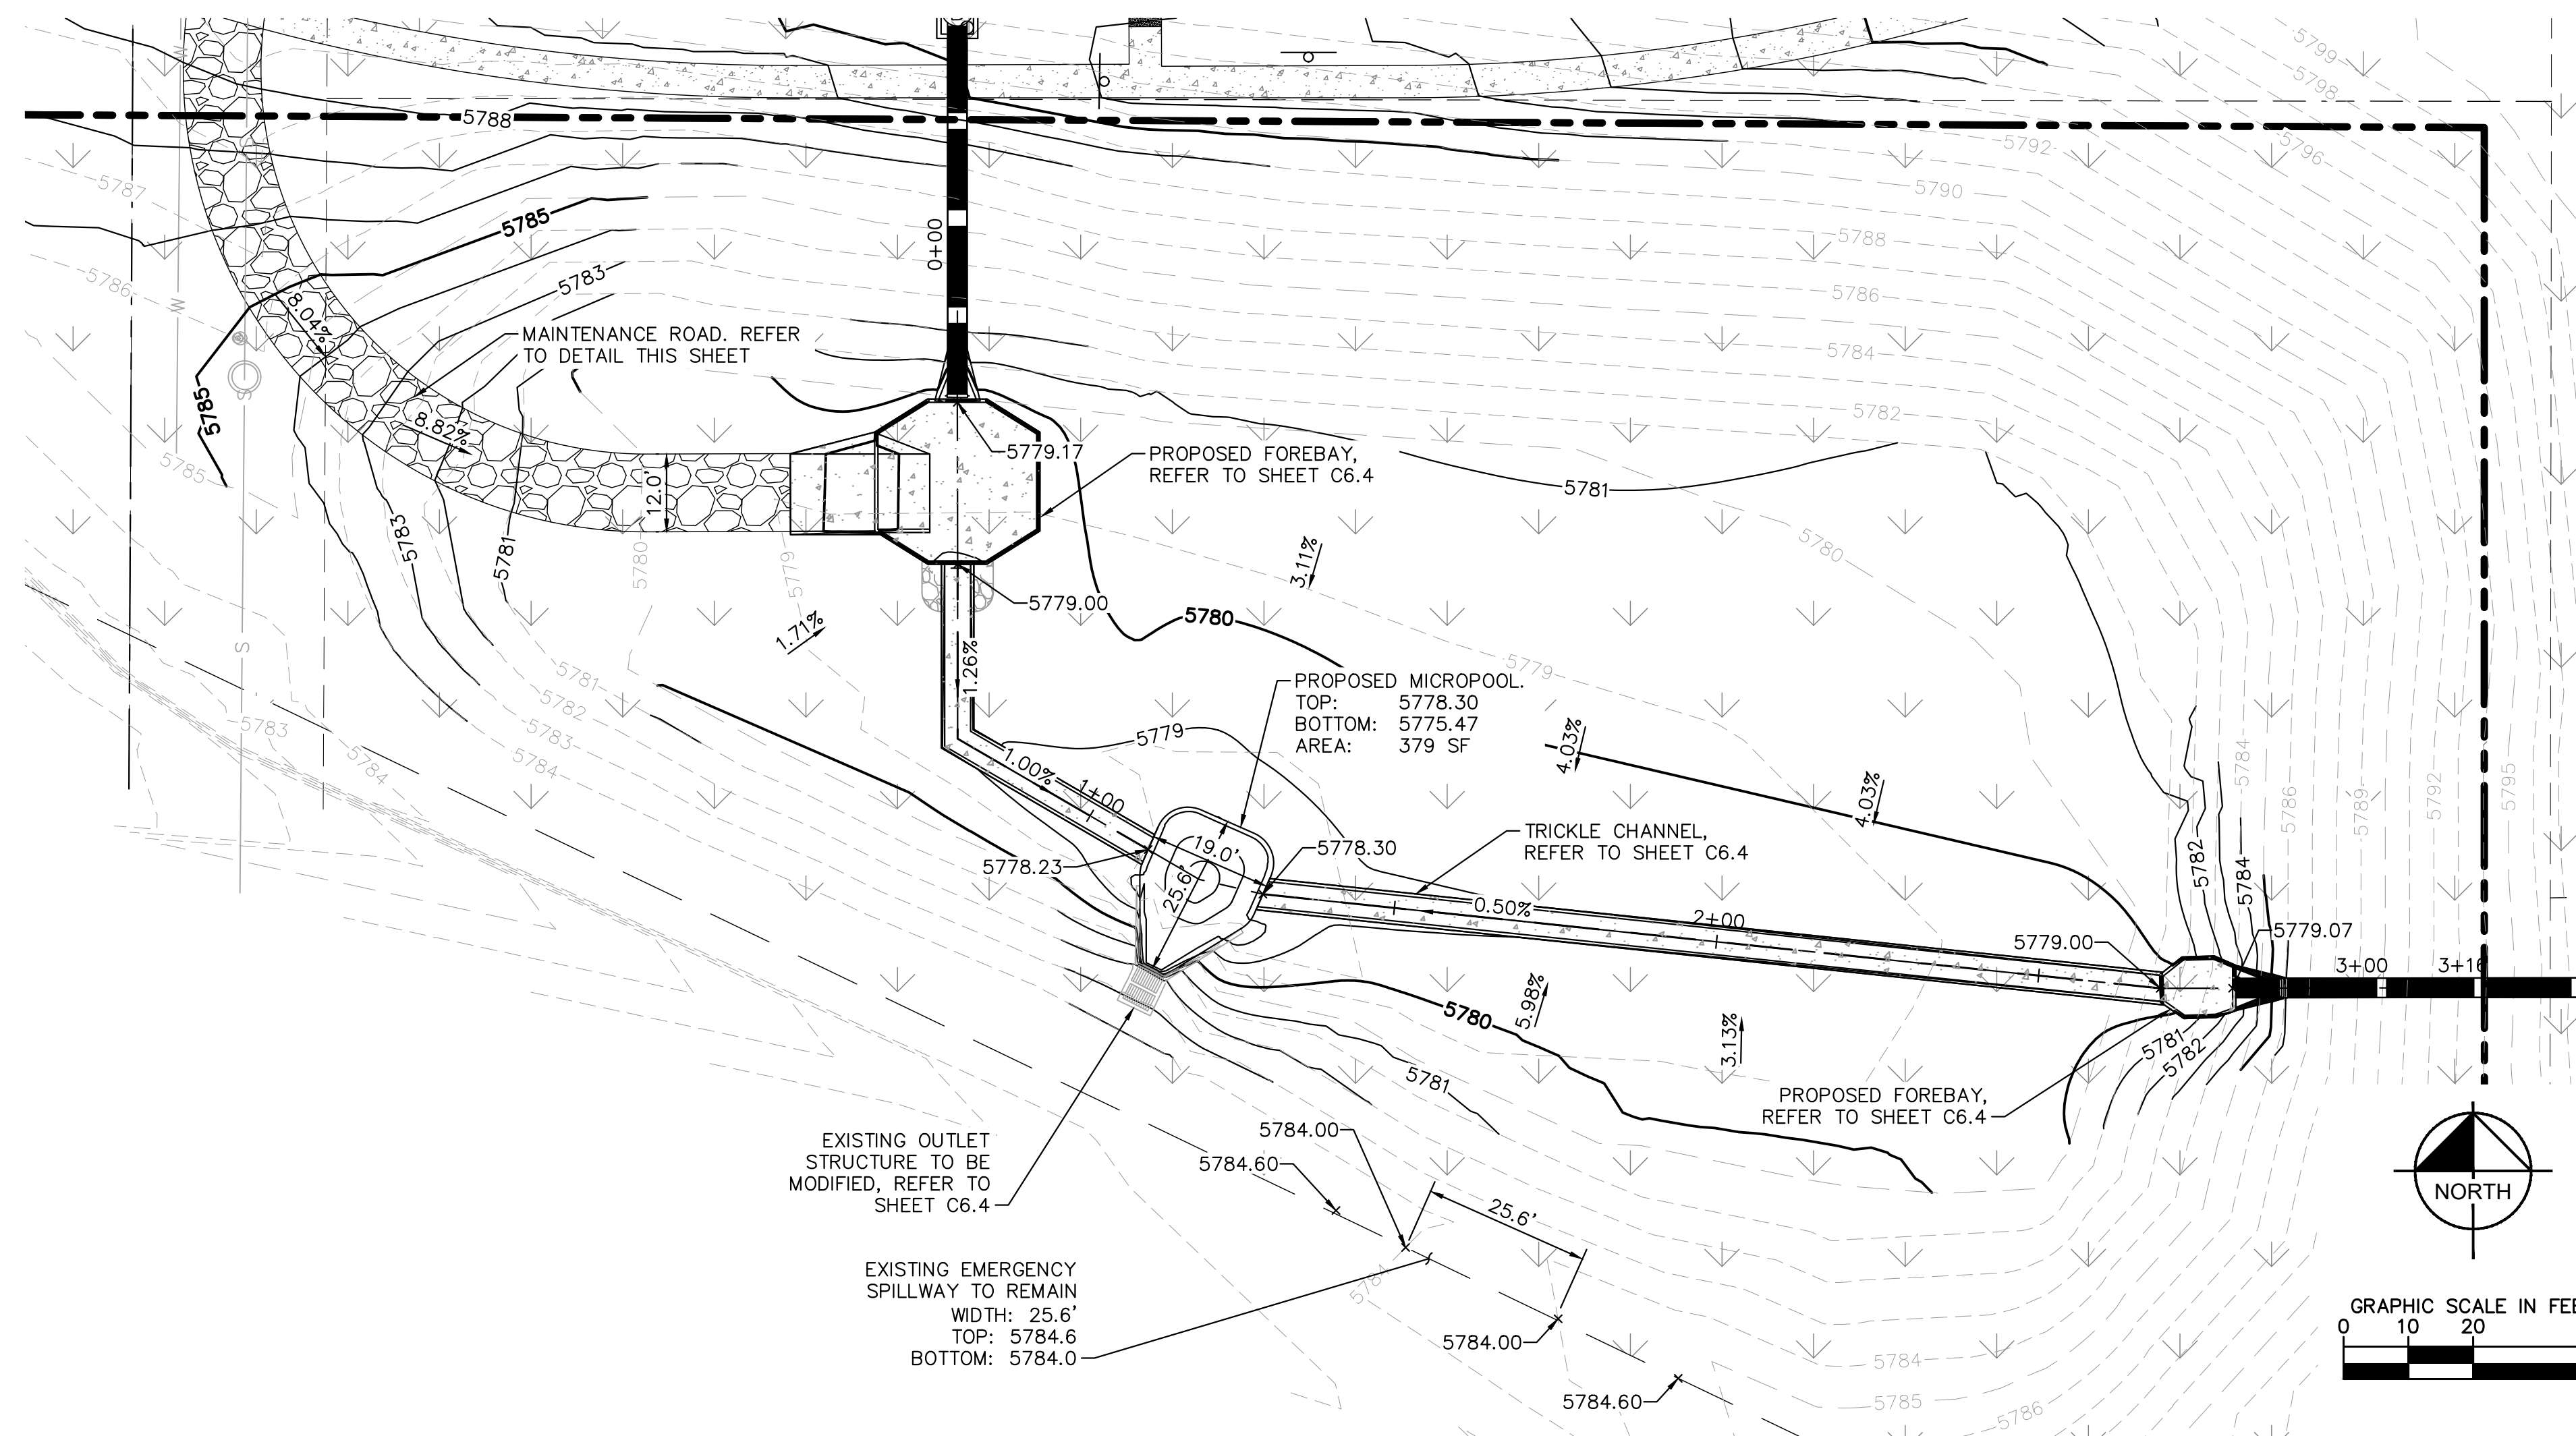 5799
5798
5796
5792
5790
5788
5788
5787
5786
5785
5786
5784
5782
5783
5785
5785
5785
W
W
S
S
S
8.04%
8.82%
0+00
MAINTENANCE ROAD. REFER
TO DETAIL THIS SHEET
12.0'
5779.17
PROPOSED FOREBAY,
REFER TO SHEET C6.4
5781
5780
5783
5781
5780
5779
3.11%
1.71%
5779.00
5780
5779
1.26%
PROPOSED MICROPOOL.
TOP: 5778.30
BOTTOM: 5775.47
AREA: 379 SF
5781
5782
5783
5784
5783
5784
5779
4.03%
4.03%
5784
5786
5789
5792
5795
1.00%
1+00
TRICKLE CHANNEL,
REFER TO SHEET C6.4
19.0'
25.6'
5778.30
5778.23
0.50%
2+00
5782
5784
5779.00
5779.07
3+00
3+16
5780
5.98%
3.13%
5781
5781
5782
PROPOSED FOREBAY,
REFER TO SHEET C6.4
EXISTING OUTLET
STRUCTURE TO BE
MODIFIED, REFER TO
SHEET C6.4
5784.00
5784.60
25.6'
NORTH
EXISTING EMERGENCY
SPILLWAY TO REMAIN
WIDTH: 25.6'
TOP: 5784.6
BOTTOM: 5784.0
5784
5784.00
5784.60
5784
5785
5786
GRAPHIC SCALE IN FEE
0 10 20